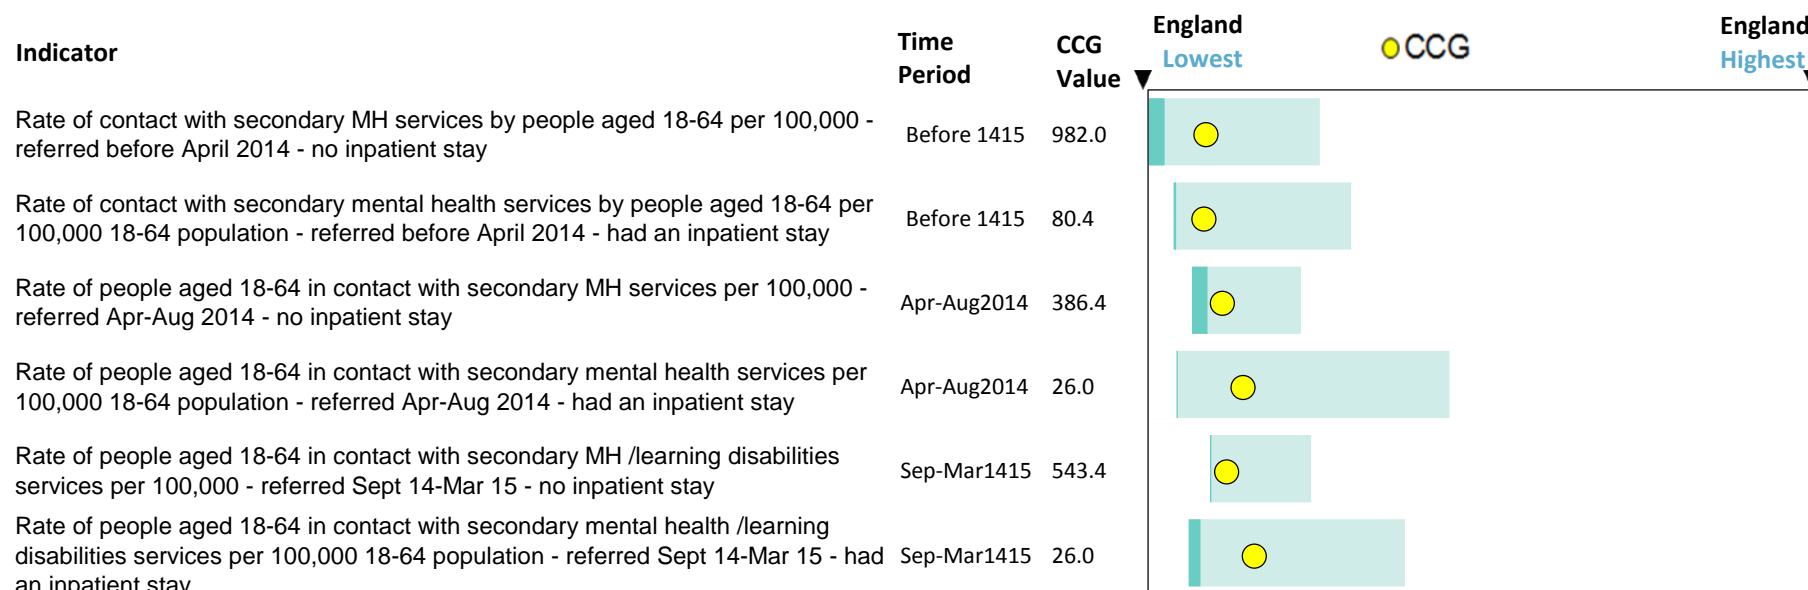 Indicator
Time Period
CCG Value
England Lowest
CCG
England Highest
Rate of contact with secondary MH services by people aged 18-64 per 100,000 -
referred before April 2014 - no inpatient stay
Before 1415
982.0
Rate of contact with secondary mental health services by people aged 18-64 per
100,000 18-64 population - referred before April 2014 - had an inpatient stay
Before 1415
80.4
Rate of people aged 18-64 in contact with secondary MH services per 100,000 -
referred Apr-Aug 2014 - no inpatient stay
Apr-Aug2014
386.4
Rate of people aged 18-64 in contact with secondary mental health services per
100,000 18-64 population - referred Apr-Aug 2014 - had an inpatient stay
Apr-Aug2014
26.0
Rate of people aged 18-64 in contact with secondary MH /learning disabilities
services per 100,000 - referred Sept 14-Mar 15 - no inpatient stay
Sep-Mar1415
543.4
Rate of people aged 18-64 in contact with secondary mental health /learning
disabilities services per 100,000 18-64 population - referred Sept 14-Mar 15 - had
an inpatient stay
Sep-Mar1415
26.0